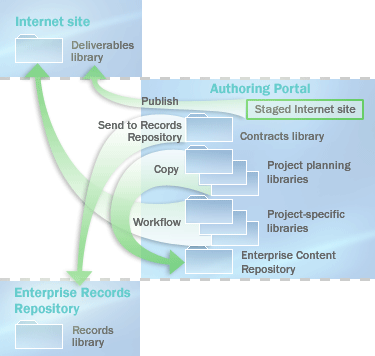 Internet site
Deliverables
library
Authoring Portal
Publish
Staged Internet site
Send to Records
Repository
Contracts library
Copy
Project planning
libraries
Workflow
Project-specific
libraries
Enterprise Content
Repository
Enterprise Records
Repository
Records
library